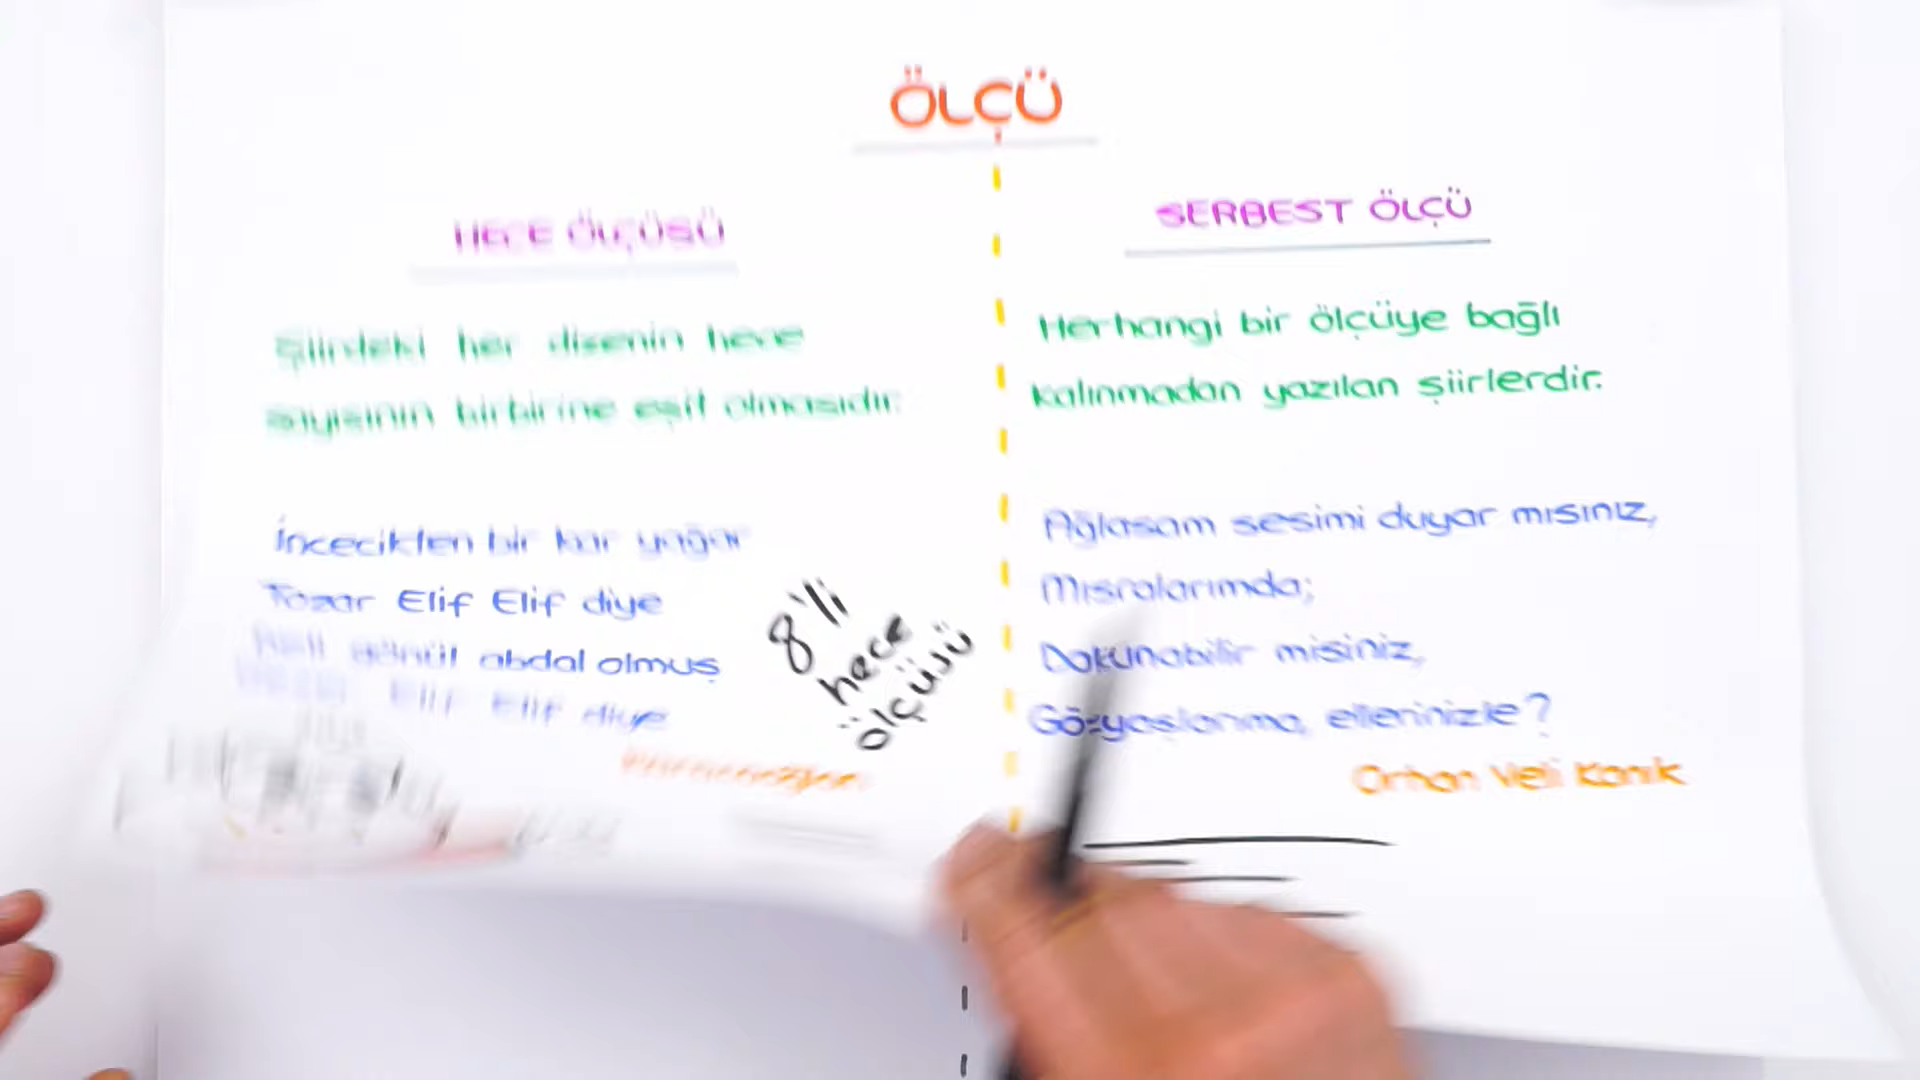 ÖLÇÜ
HECE ÖLÇÜSÜ
Şiirdeki her dizenin hece
sayısının birbirine eşit olmasıdır.
İncecikten bir kar yağar
Tozar Elif Elif diye
Deli gönül abdal olmuş
Elif Elif diye
8'li
hece
ölçüsü
SERBEST ÖLÇÜ
Herhangi bir ölçüye bağlı
kalınmadan yazılan şiirlerdir.
Ağlasam sesimi duyar mısınız,
Mısralarımda;
Dokunabilir misiniz,
Gözyaşlarıma, ellerinizle?
Orhan Veli Kanık